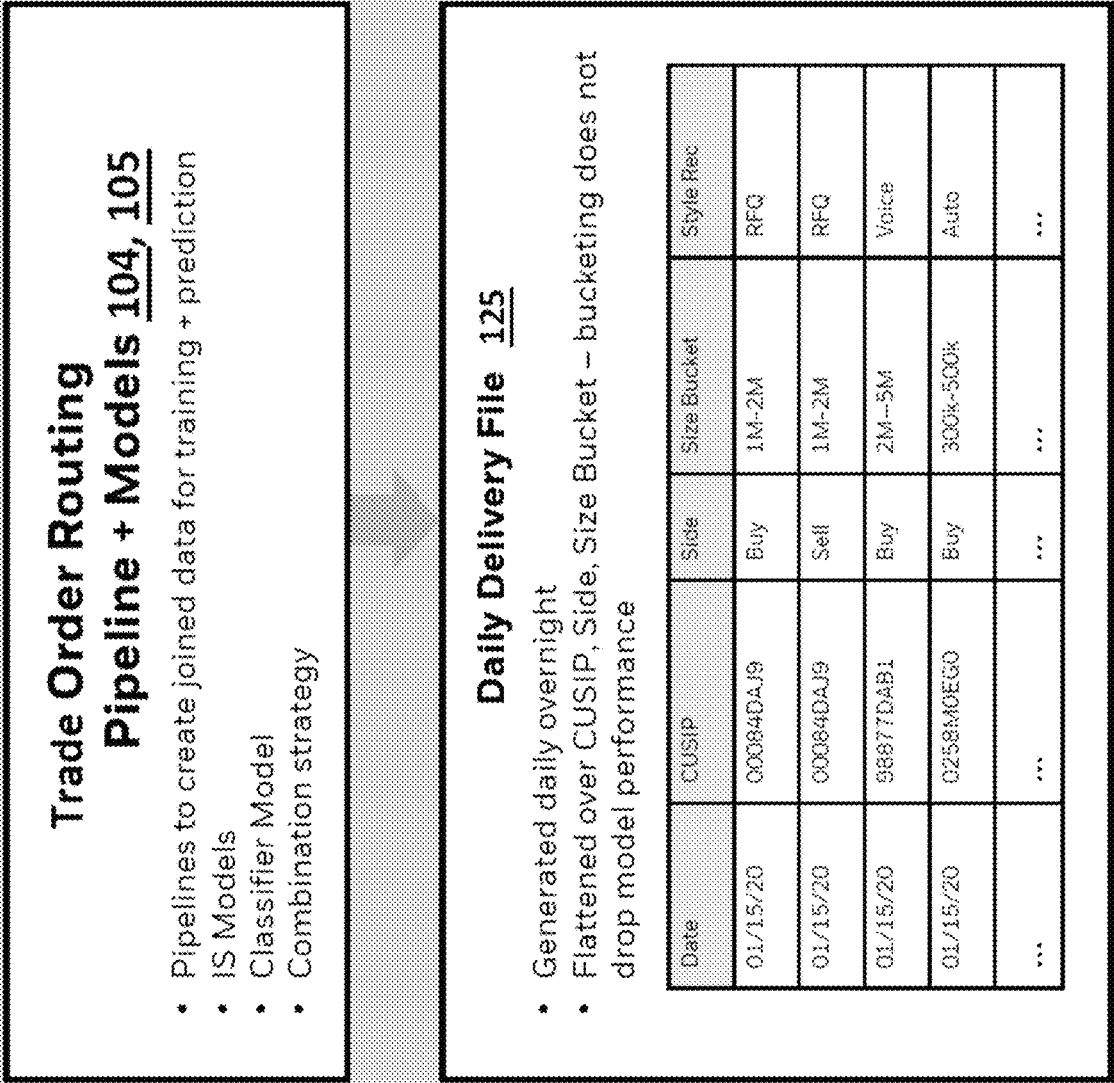 Trade Order Routing
Pipeline + Models 104, 105
• Pipelines to create joined data for training + prediction
• IS Models
• Classifier Model
• Combination strategy
Daily Delivery File 125
• Generated daily overnight
• Flattened over CUSIP, Side, Size Bucket – bucketing does not
drop model performance
Date CUSIP Side Size Bucket Style Rec
01/15/20 00084DAJ9 Buy 1M-2M RFQ
01/15/20 00084DAJ9 Sell 1M-2M RFQ
01/15/20 98877DAB1 Buy 2M--5M Voice
01/15/20 0258M0EG0 Buy 300k-500k Auto
... ... ... ... ...